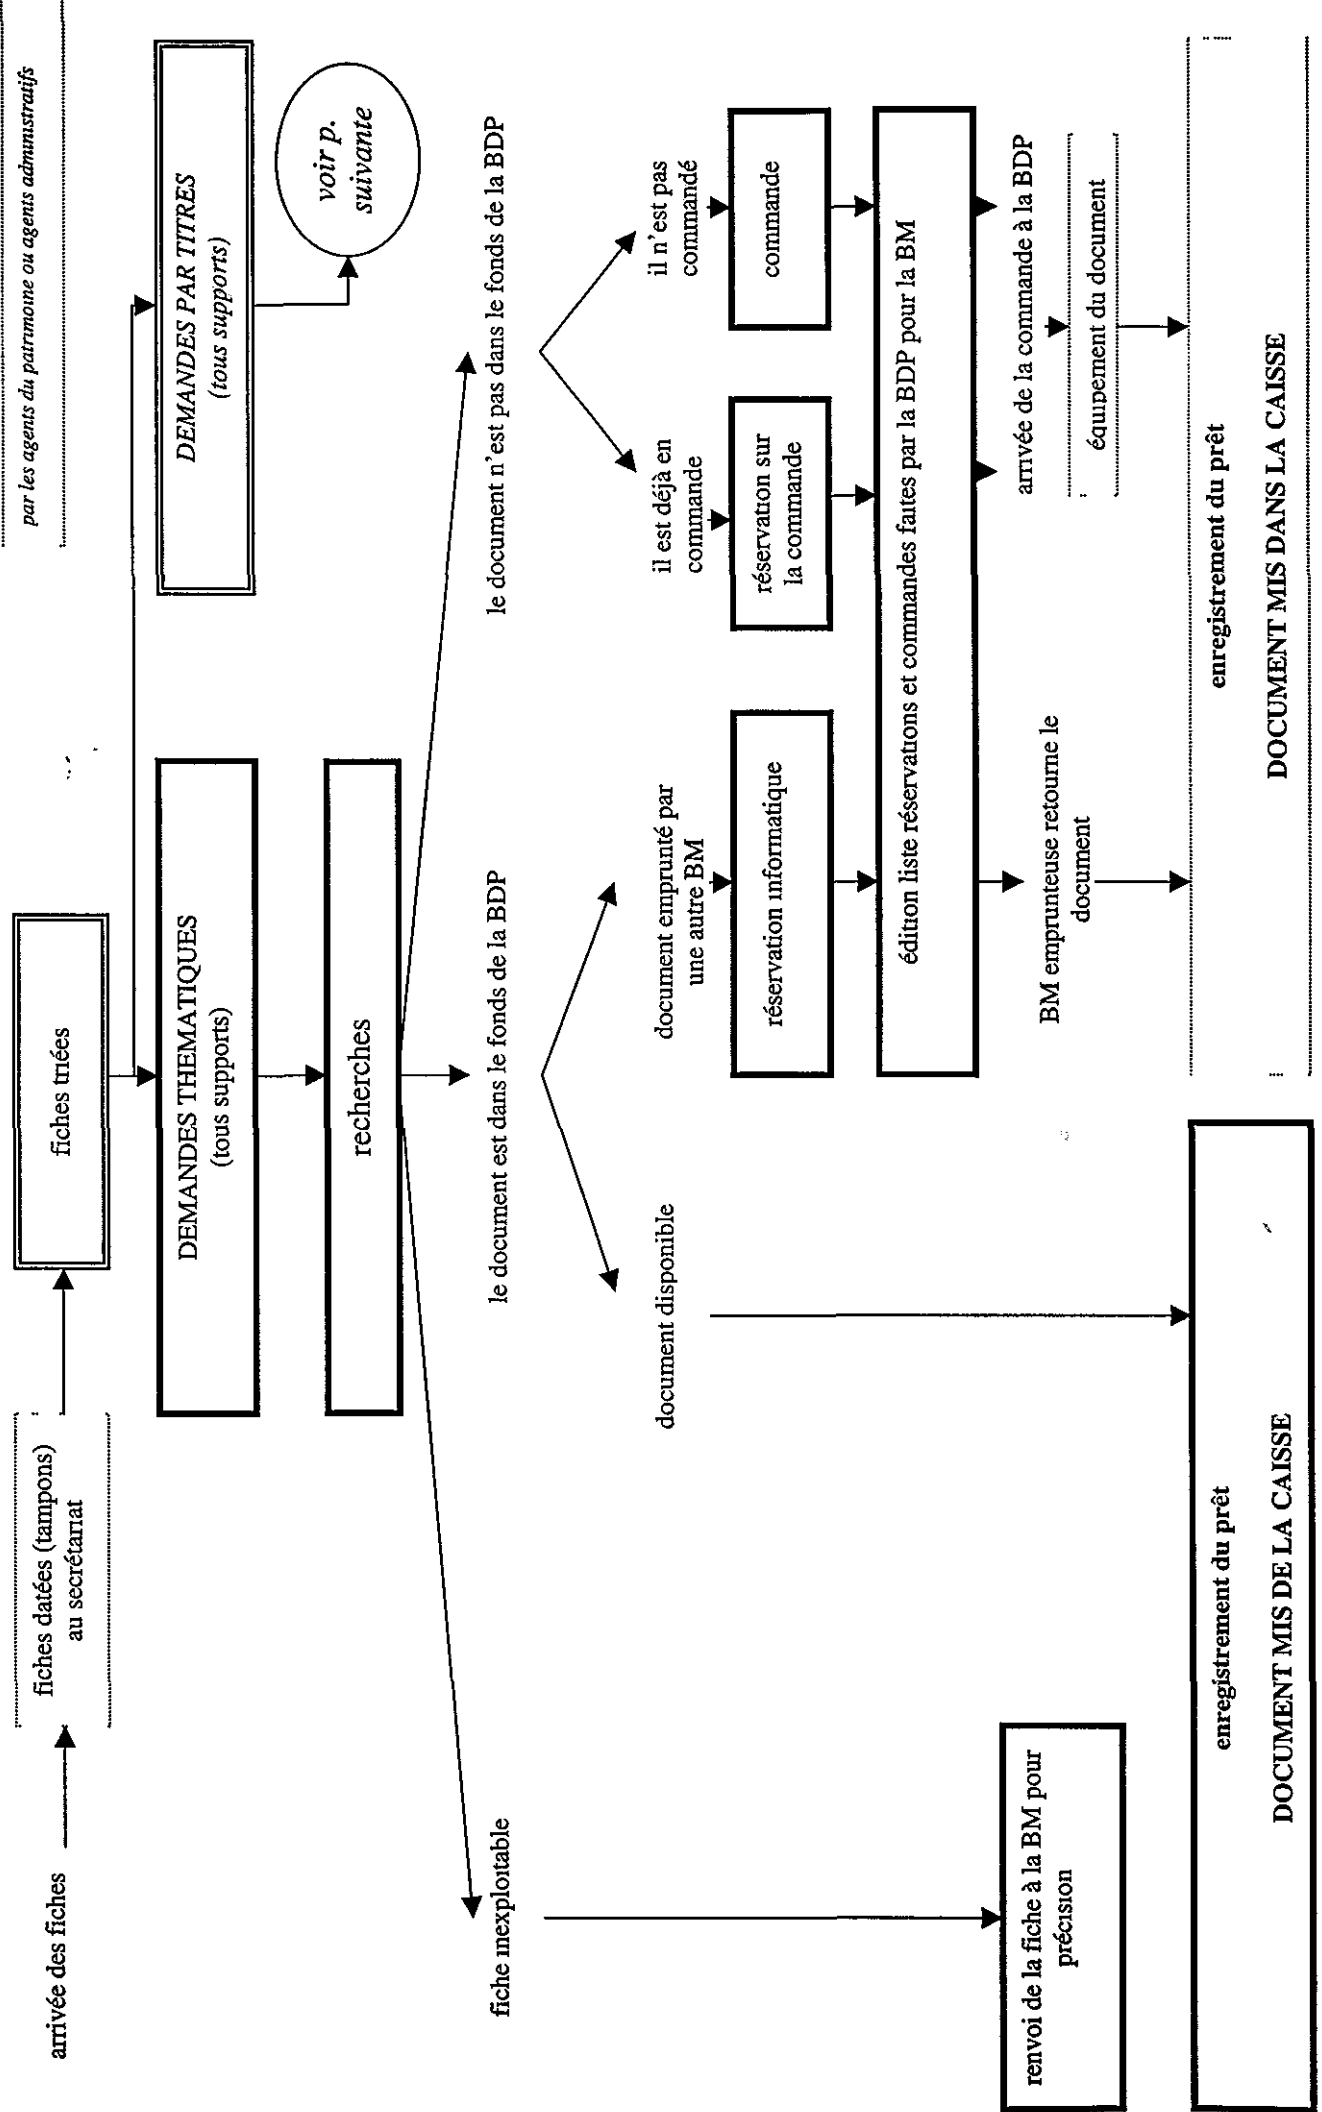 par les agents du patrimoine ou agents administratifs
arrivée des fiches
fiches datées (tampons)
au secrétariat
fiches triées
DEMANDES THEMATIQUES
(tous supports)
DEMANDES PAR TITRES
(tous supports)
voir p.
suivante
recherches
fiche inexploitable
le document est dans le fonds de la BDP
le document n'est pas dans le fonds de la BDP
document disponible
document emprunté par
une autre BM
il est déjà en
commande
il n'est pas
commandé
réservation informatique
réservation sur
la commande
commande
édition liste réservations et commandes faites par la BDP pour la BM
renvoi de la fiche à la BM pour
précision
BM emprunteuse retourne le
document
arrivée de la commande à la BDP
équipement du document
enregistrement du prêt
DOCUMENT MIS DE LA CAISSE
enregistrement du prêt
DOCUMENT MIS DANS LA CAISSE